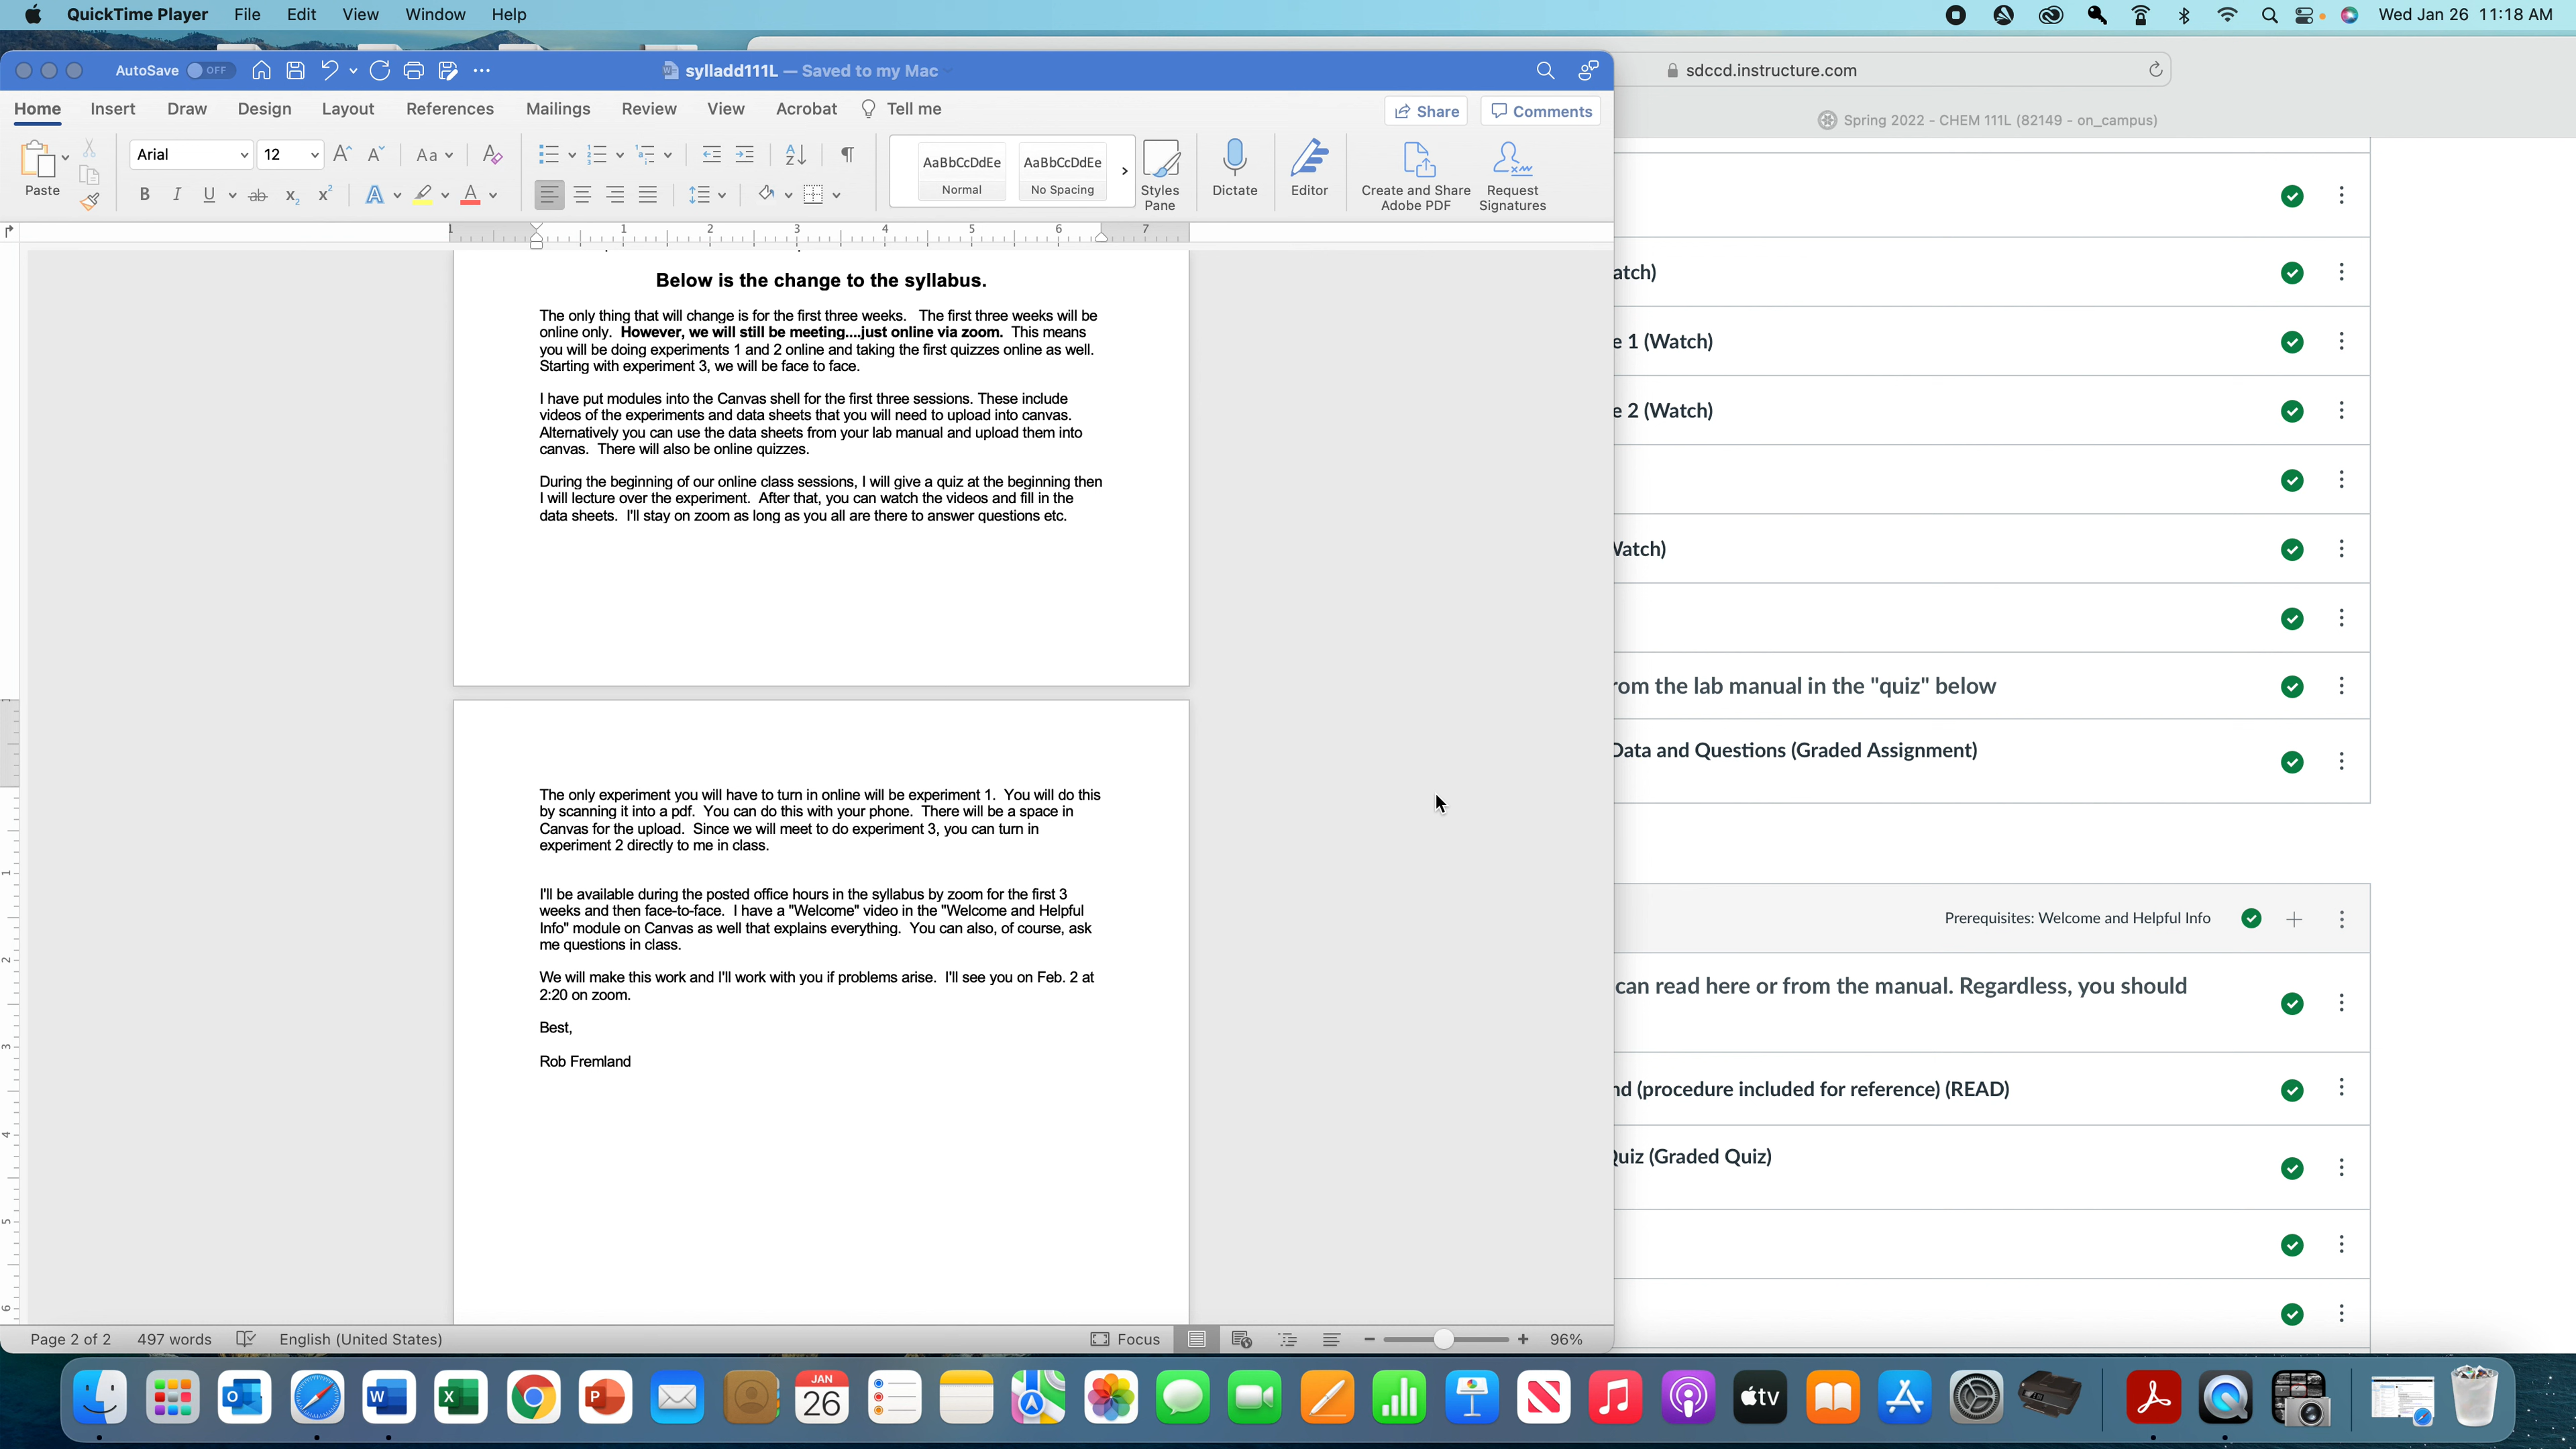 QuickTime Player File Edit View Window Help Wed Jan 26 11:18 AM
AutoSave OFF sylladd111L — Saved to my Mac
sdccd.instructure.com
Home Insert Draw Design Layout References Mailings Review View Acrobat Tell me Share Comments
Spring 2022 - CHEM 111L (82149 - on_campus)
Paste
Arial 12
AaBbCcDdEe AaBbCcDdEe
Normal No Spacing
Styles Pane
Dictate
Editor
Create and Share Adobe PDF
Request Signatures
1 1 2 3 4 5 6 7
Below is the change to the syllabus.
The only thing that will change is for the first three weeks. The first three weeks will be
online only. However, we will still be meeting....just online via zoom. This means
you will be doing experiments 1 and 2 online and taking the first quizzes online as well.
Starting with experiment 3, we will be face to face.
I have put modules into the Canvas shell for the first three sessions. These include
videos of the experiments and data sheets that you will need to upload into canvas.
Alternatively you can use the data sheets from your lab manual and upload them into
canvas. There will also be online quizzes.
During the beginning of our online class sessions, I will give a quiz at the beginning then
I will lecture over the experiment. After that, you can watch the videos and fill in the
data sheets. I'll stay on zoom as long as you all are there to answer questions etc.
The only experiment you will have to turn in online will be experiment 1. You will do this
by scanning it into a pdf. You can do this with your phone. There will be a space in
Canvas for the upload. Since we will meet to do experiment 3, you can turn in
experiment 2 directly to me in class.
I'll be available during the posted office hours in the syllabus by zoom for the first 3
weeks and then face-to-face. I have a "Welcome" video in the "Welcome and Helpful
Info" module on Canvas as well that explains everything. You can also, of course, ask
me questions in class.
We will make this work and I'll work with you if problems arise. I'll see you on Feb. 2 at
2:20 on zoom.
Best,
Rob Fremland
atch)
e 1 (Watch)
e 2 (Watch)
Vatch)
rom the lab manual in the "quiz" below
Data and Questions (Graded Assignment)
Prerequisites: Welcome and Helpful Info
can read here or from the manual. Regardless, you should
nd (procedure included for reference) (READ)
Quiz (Graded Quiz)
Page 2 of 2 497 words English (United States) Focus 96%
JAN
26
tv